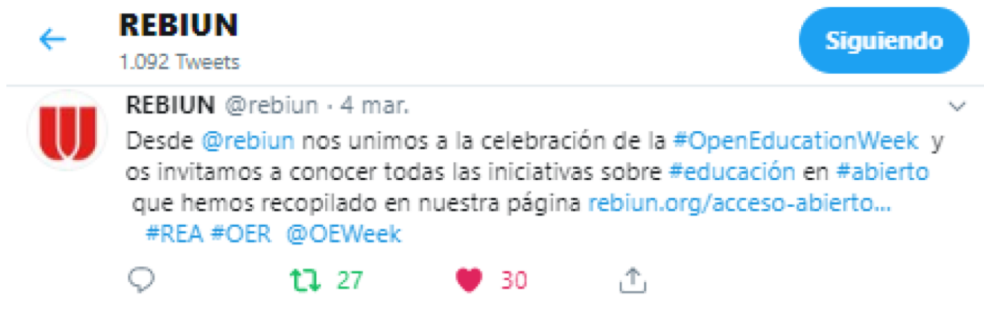 REBIUN
1.092 Tweets
Siguiendo
REBIUN @rebiun · 4 mar.
Desde @rebiun nos unimos a la celebración de la #OpenEducationWeek y
os invitamos a conocer todas las iniciativas sobre #educación en #abierto
que hemos recopilado en nuestra página rebiun.org/acceso-abierto...
#REA #OER @OEWeek
27 30